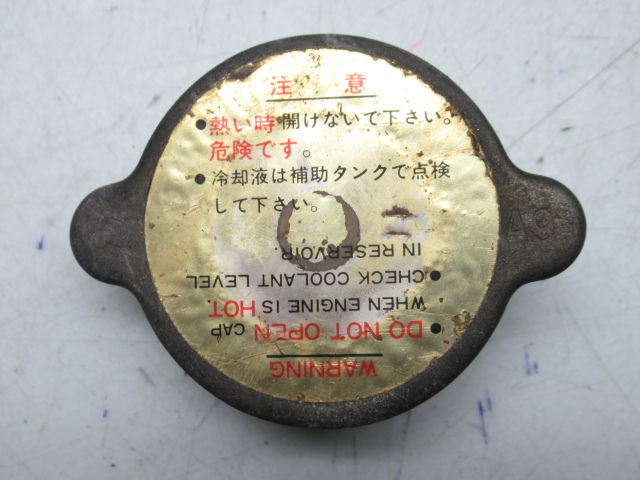 注 意
●熱い時開けないで下さい。
危険です。
●冷却液は補助タンクで点検
して下さい。
WARNING
● DO NOT OPEN CAP
WHEN ENGINE IS HOT.
● CHECK COOLANT LEVEL
IN RESERVOIR.